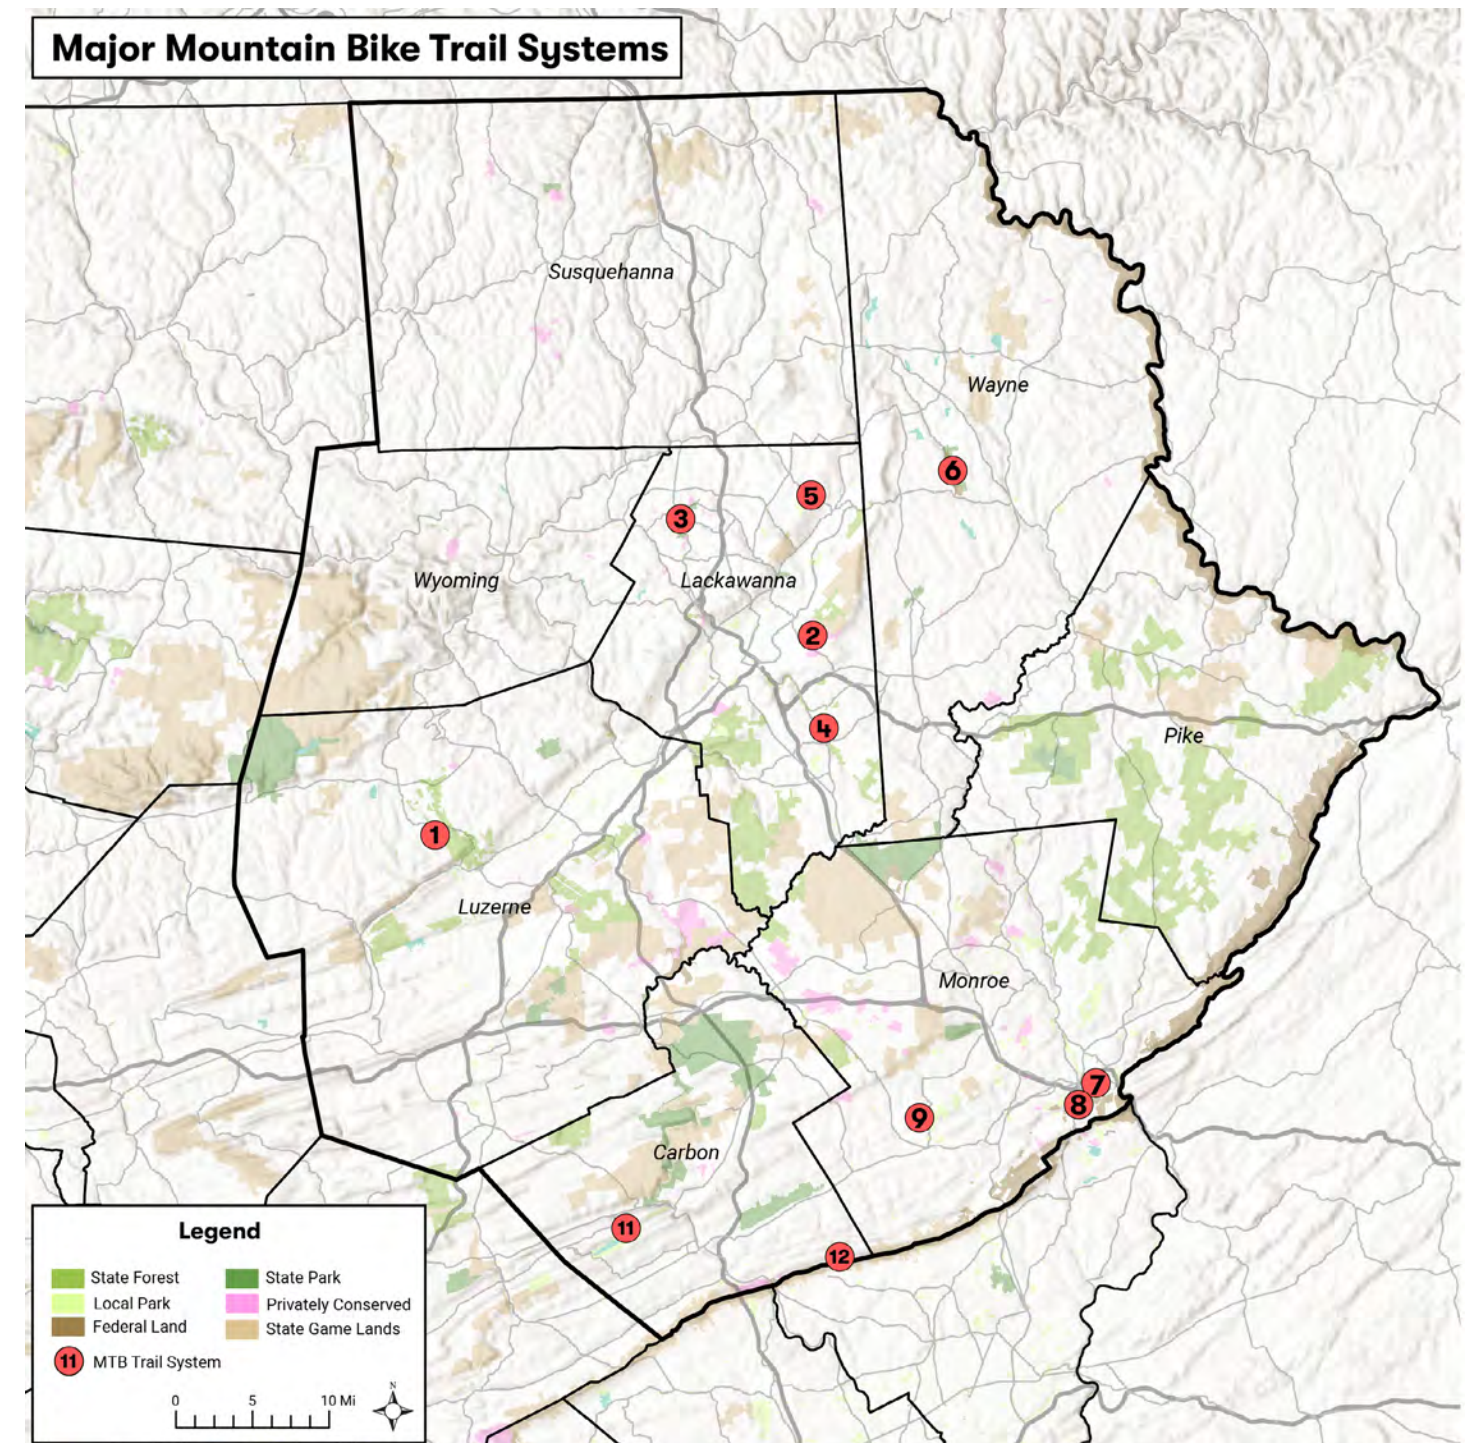 Major Mountain Bike Trail Systems
Susquehanna
Wayne
6
5
3
Wyoming
Lackawanna
2
4
Pike
1
Luzerne
Monroe
7
8
9
Carbon
11
12
Legend
State Forest
State Park
Local Park
Privately Conserved
Federal Land
State Game Lands
11 MTB Trail System
0 5 10 Mi
N